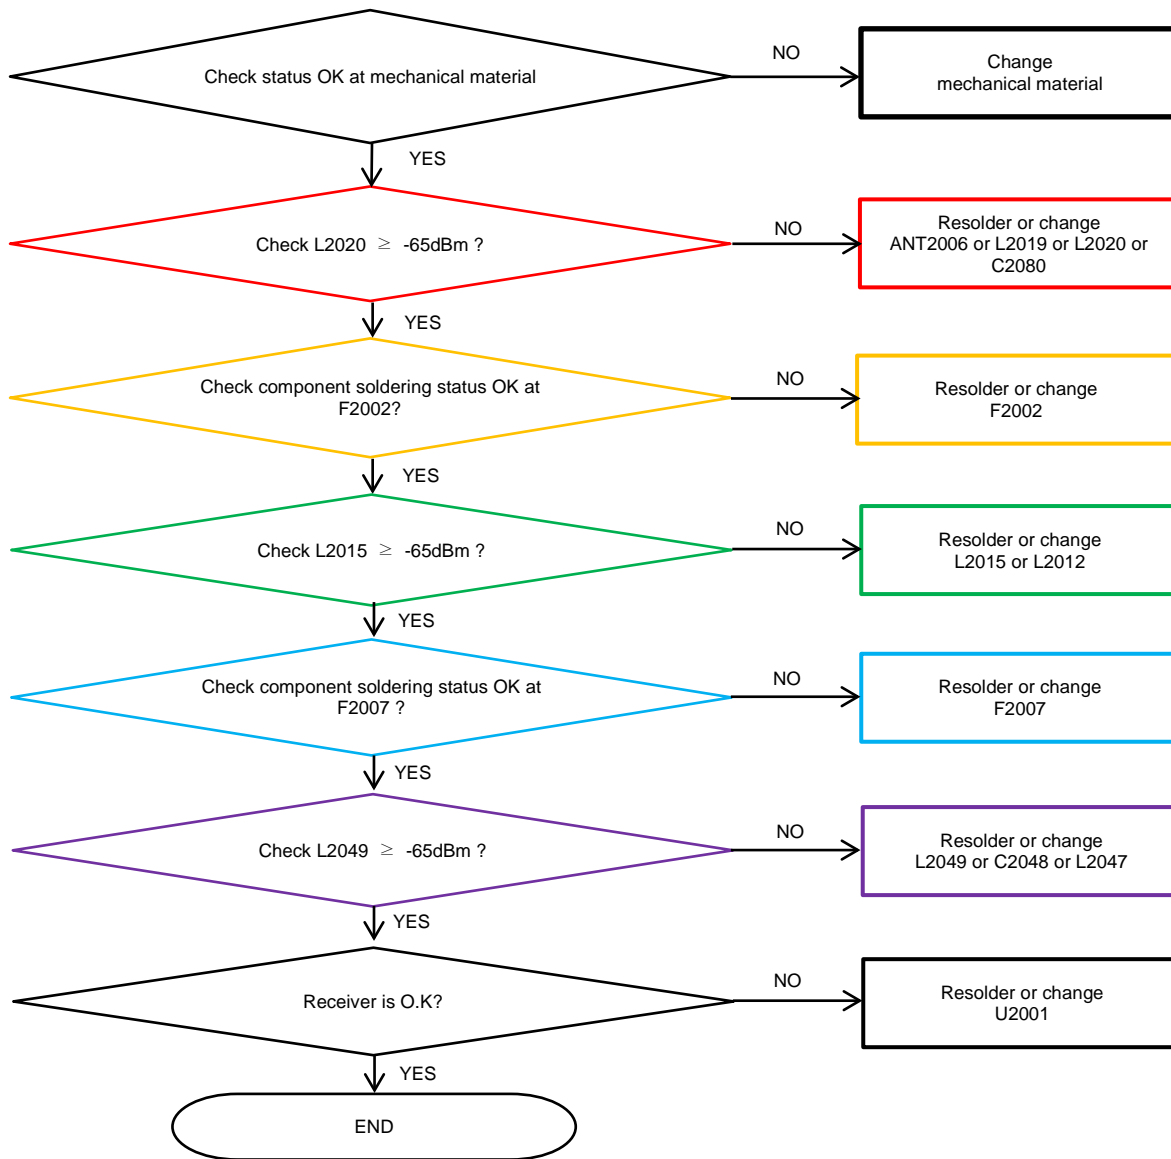 Check status OK at mechanical material
NO
Change
mechanical material
YES
Check L2020 ≥ -65dBm ?
NO
Resolder or change
ANT2006 or L2019 or L2020 or
C2080
YES
Check component soldering status OK at
F2002?
NO
Resolder or change
F2002
YES
Check L2015 ≥ -65dBm ?
NO
Resolder or change
L2015 or L2012
YES
Check component soldering status OK at
F2007 ?
NO
Resolder or change
F2007
YES
Check L2049 ≥ -65dBm ?
NO
Resolder or change
L2049 or C2048 or L2047
YES
Receiver is O.K?
NO
Resolder or change
U2001
YES
END